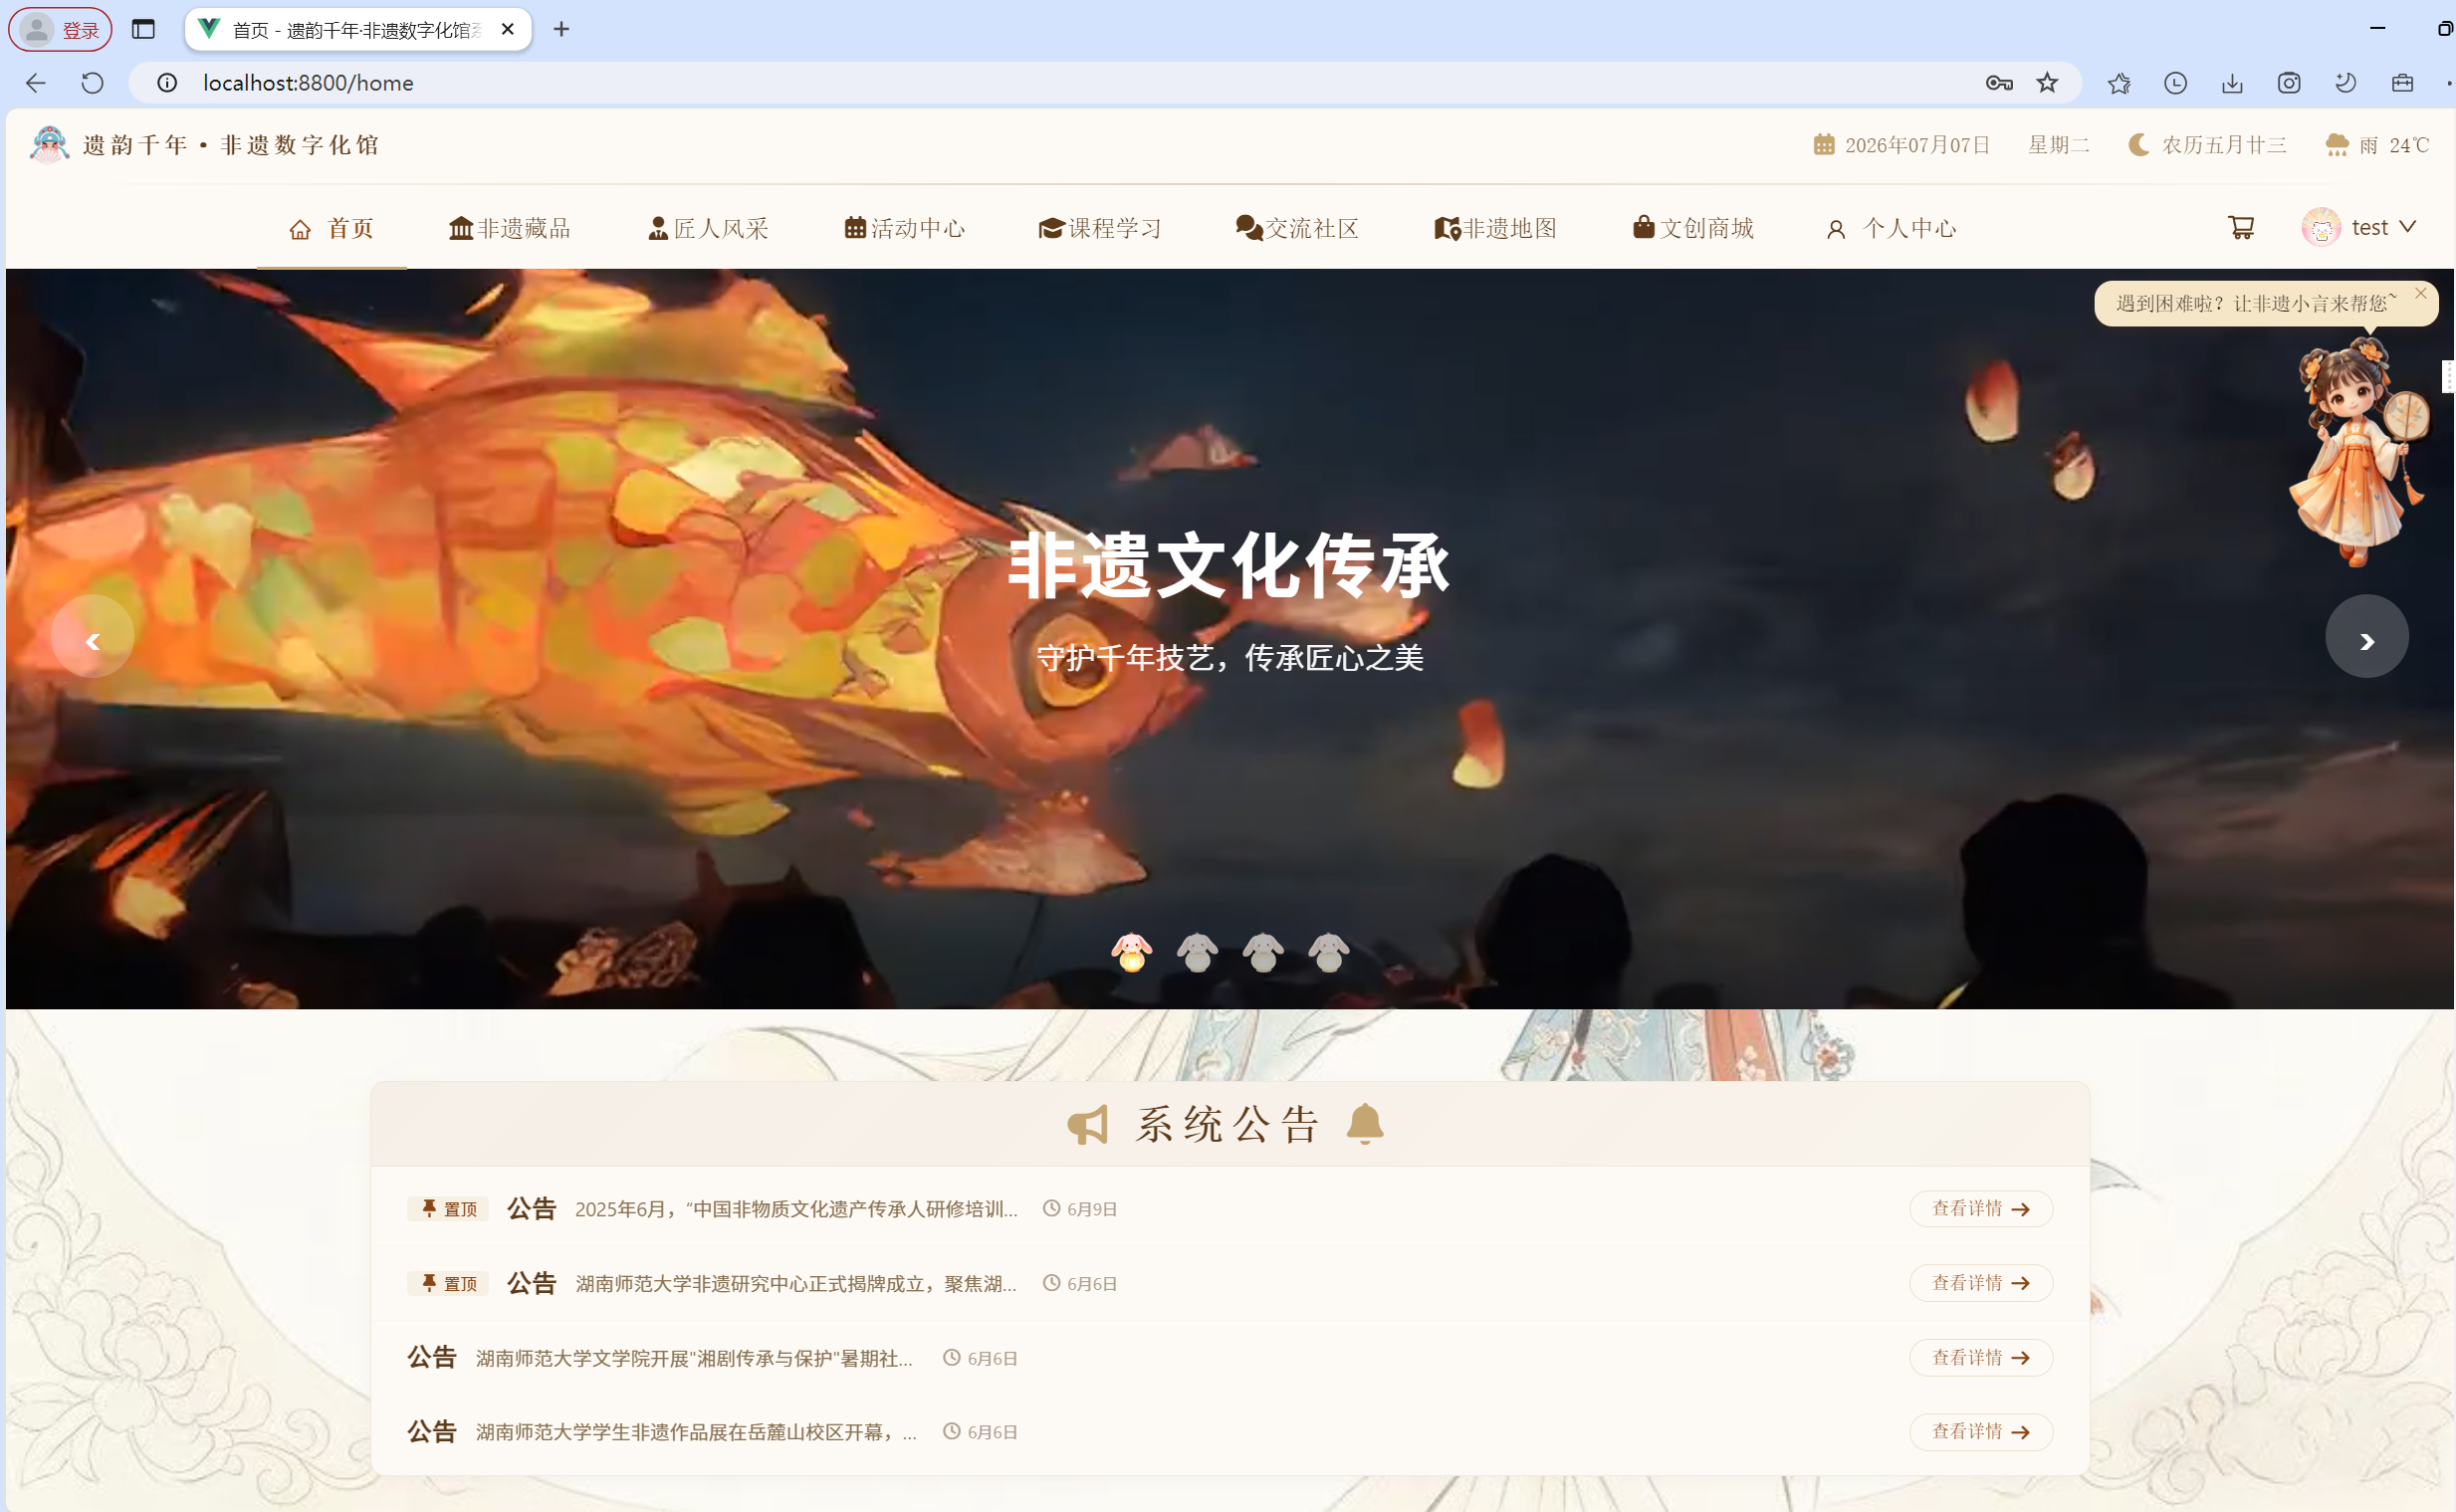 登录
首页 - 遗韵千年·非遗数字化馆
localhost:8800/home
遗韵千年·非遗数字化馆
2026年07月07日 星期二 农历五月廿三 雨 24℃
首页 非遗藏品 匠人风采 活动中心 课程学习 交流社区 非遗地图 文创商城 个人中心 test
遇到困难啦？让非遗小言来帮您~
非遗文化传承
守护千年技艺，传承匠心之美
系统公告
置顶 公告 2025年6月，“中国非物质文化遗产传承人研修培训... 6月9日 查看详情
置顶 公告 湖南师范大学非遗研究中心正式揭牌成立，聚焦湖... 6月6日 查看详情
公告 湖南师范大学文学院开展"湘剧传承与保护"暑期社... 6月6日 查看详情
公告 湖南师范大学学生非遗作品展在岳麓山校区开幕，... 6月6日 查看详情